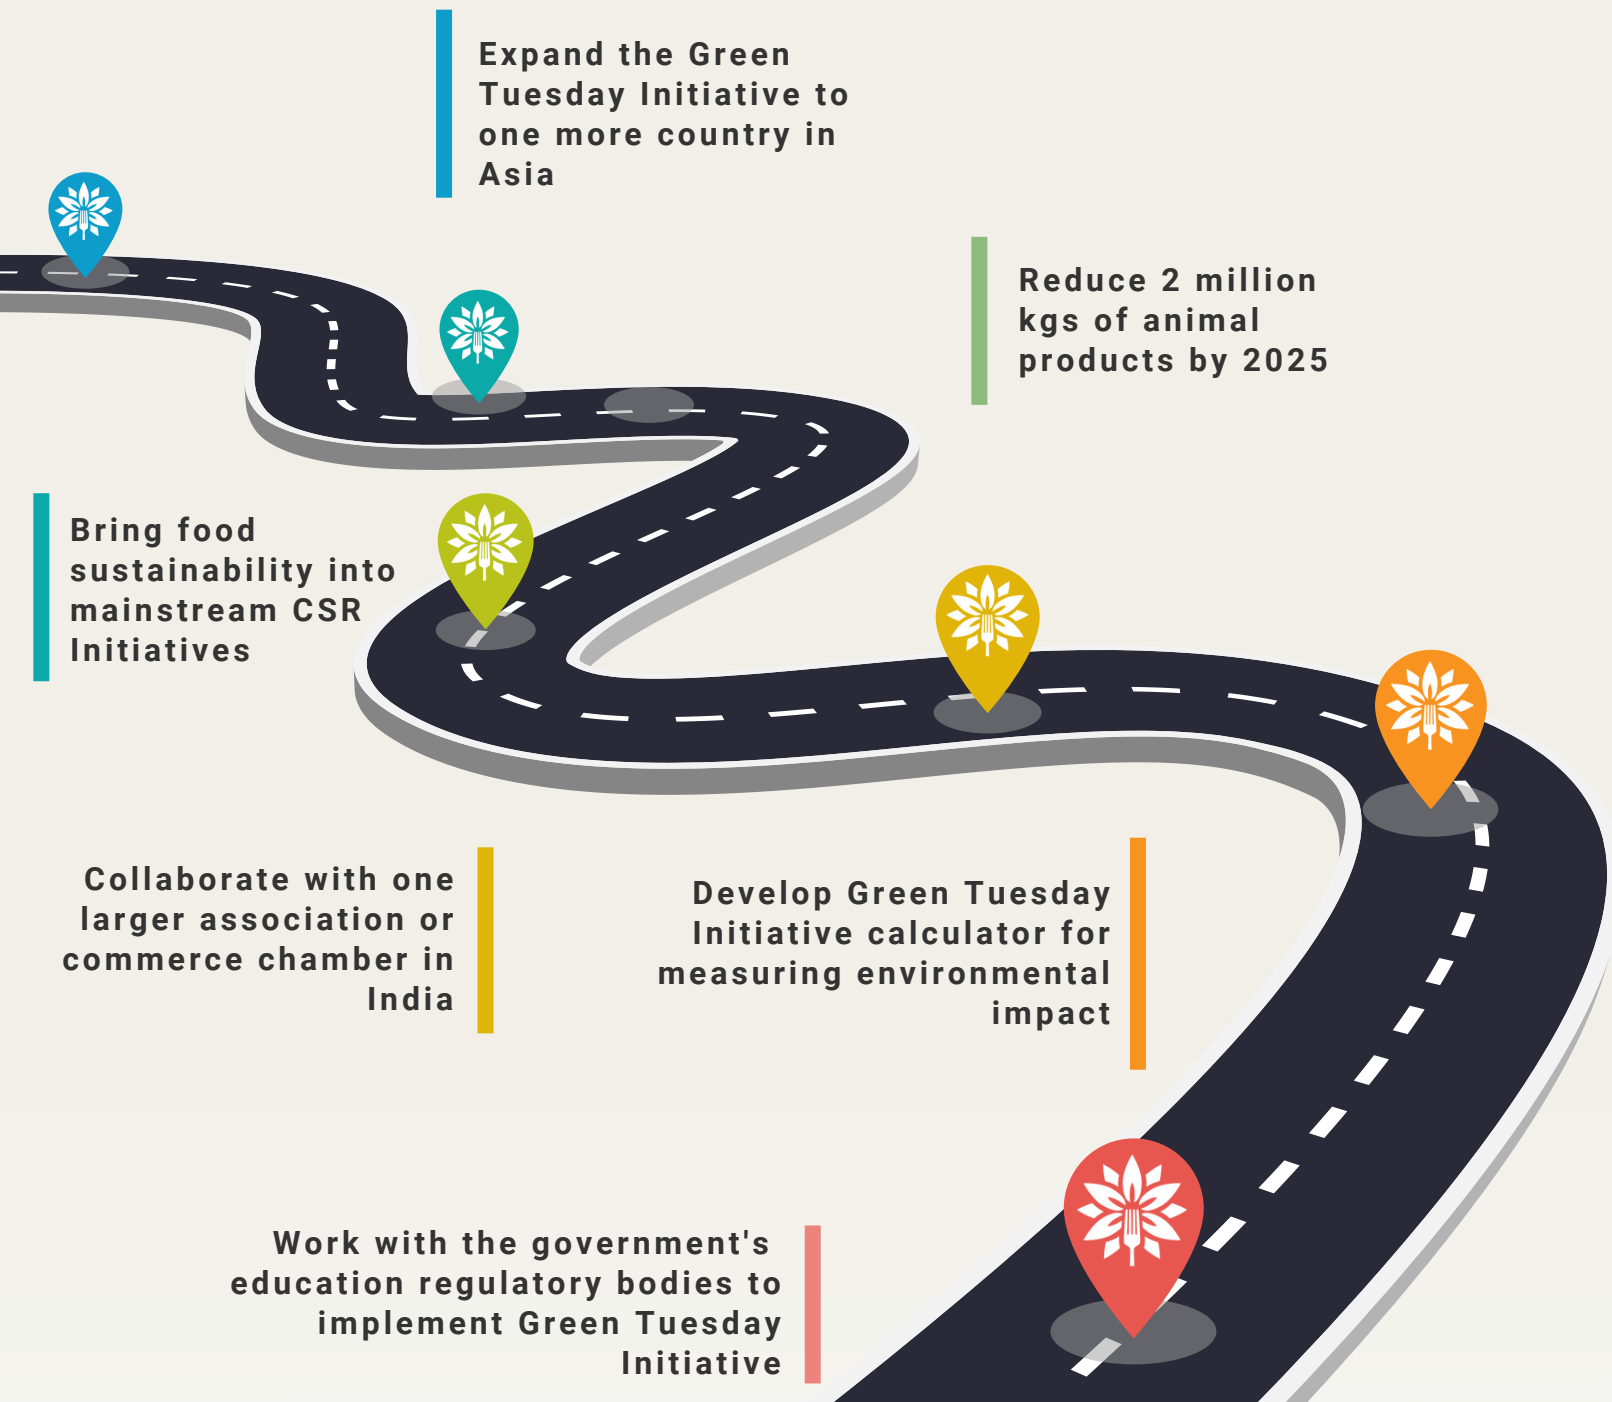 Expand the Green
Tuesday Initiative to
one more country in
Asia
Reduce 2 million
kgs of animal
products by 2025
Bring food
sustainability into
mainstream CSR
Initiatives
Collaborate with one
larger association or
commerce chamber in
India
Develop Green Tuesday
Initiative calculator for
measuring environmental
impact
Work with the government's
education regulatory bodies to
implement Green Tuesday
Initiative